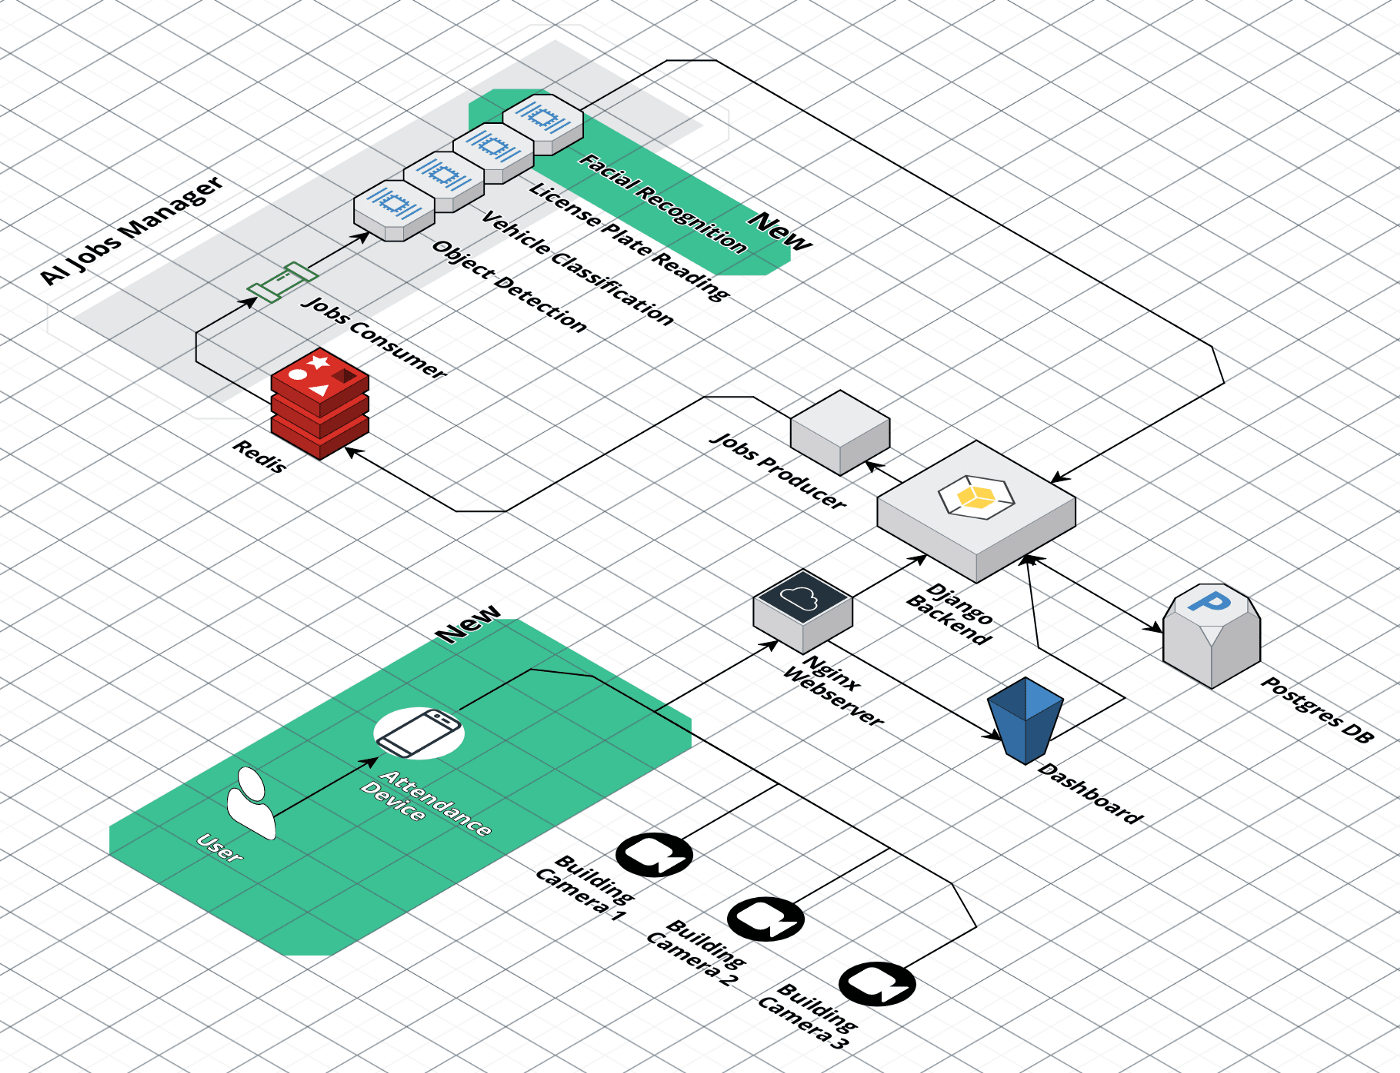 AI Jobs Manager
Facial Recognition
New
License Plate Reading
Vehicle Classification
Object Detection
Jobs Consumer
Redis
Jobs Producer
Django
Backend
Nginx
Webserver
P
Postgres DB
Dashboard
New
Attendance
Device
User
Building
Camera 1
Building
Camera 2
Building
Camera 3